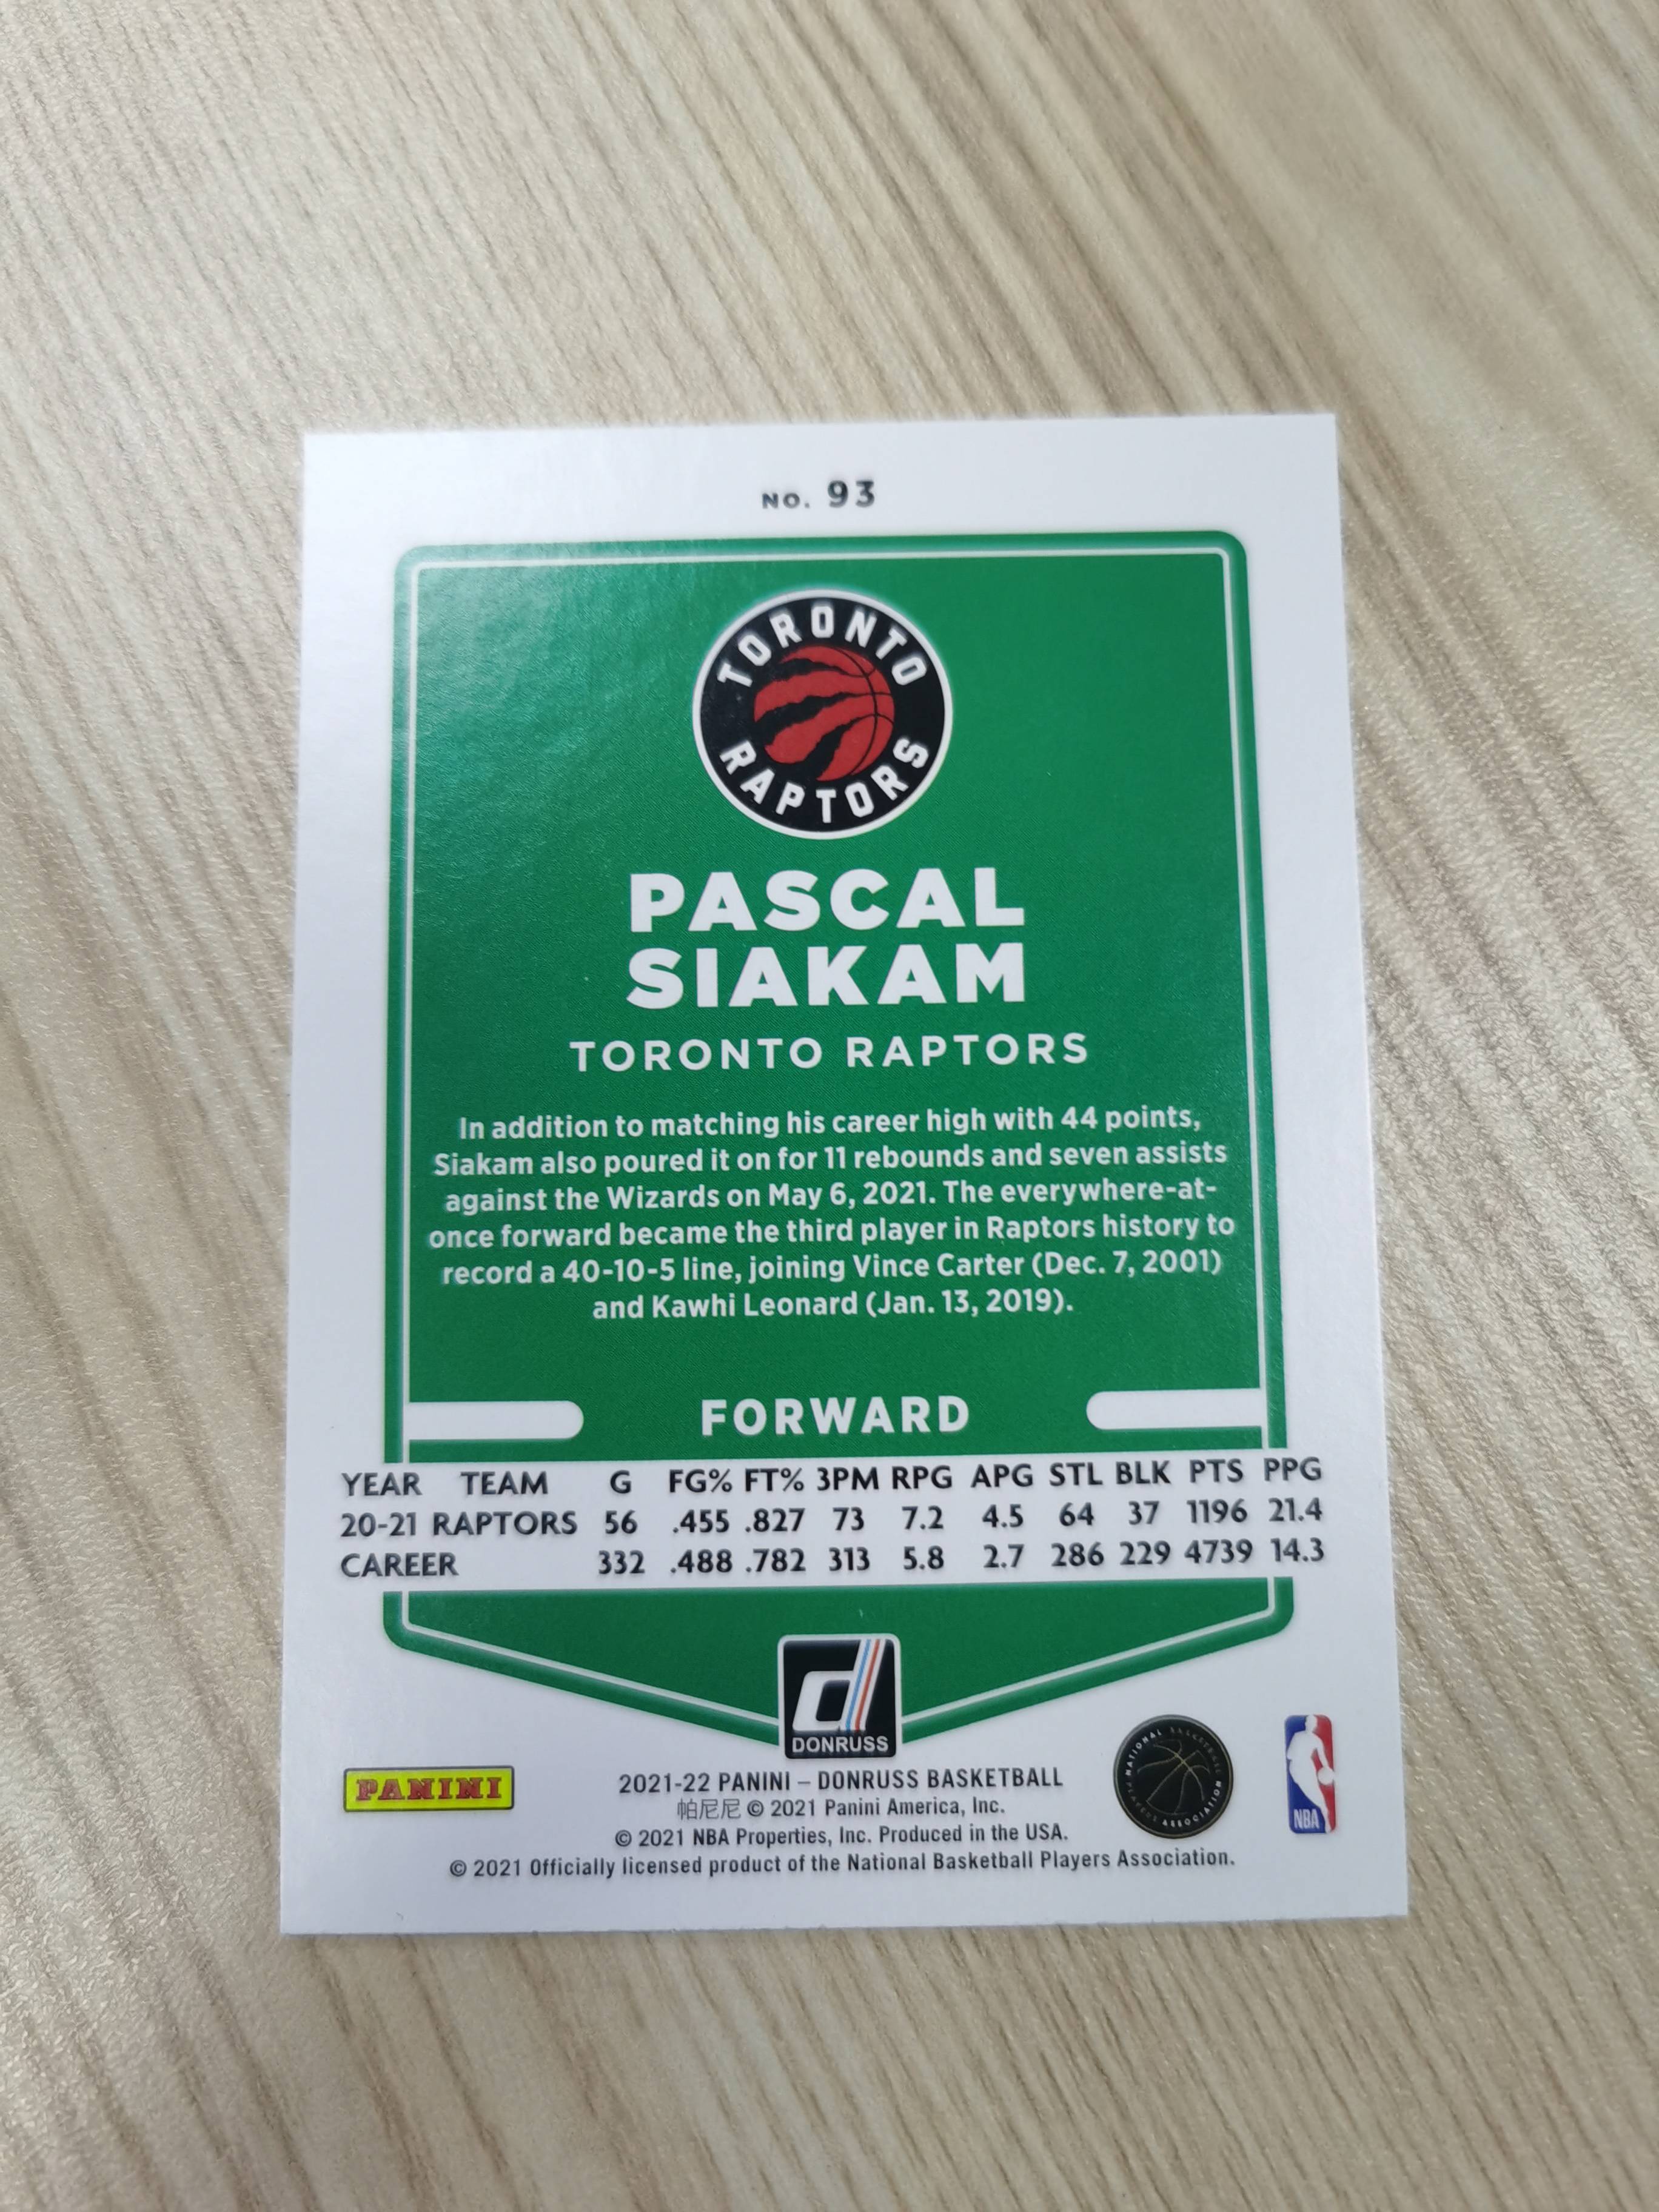 NO. 93
TORONTO
RAPTORS
PASCAL
SIAKAM
TORONTO RAPTORS
In addition to matching his career high with 44 points,
Siakam also poured it on for 11 rebounds and seven assists
against the Wizards on May 6, 2021. The everywhere-at-
once forward became the third player in Raptors history to
record a 40-10-5 line, joining Vince Carter (Dec. 7, 2001)
and Kawhi Leonard (Jan. 13, 2019).
FORWARD
YEAR TEAM G FG% FT% 3PM RPG APG STL BLK PTS PPG
20-21 RAPTORS 56 .455 .827 73 7.2 4.5 64 37 1196 21.4
CAREER 332 .488 .782 313 5.8 2.7 286 229 4739 14.3
d
DONRUSS
PANINI
2021-22 PANINI – DONRUSS BASKETBALL
帕尼尼 © 2021 Panini America, Inc.
© 2021 NBA Properties, Inc. Produced in the USA.
© 2021 Officially licensed product of the National Basketball Players Association.
NATIONAL BASKETBALL
PLAYERS ASSOCIATION
NBA